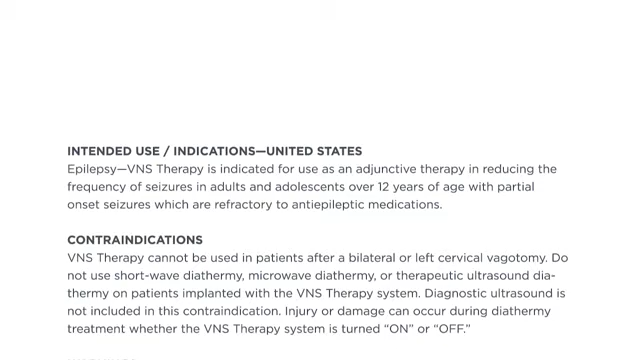 INTENDED USE / INDICATIONS—UNITED STATES
Epilepsy—VNS Therapy is indicated for use as an adjunctive therapy in reducing the
frequency of seizures in adults and adolescents over 12 years of age with partial
onset seizures which are refractory to antiepileptic medications.
CONTRAINDICATIONS
VNS Therapy cannot be used in patients after a bilateral or left cervical vagotomy. Do
not use short-wave diathermy, microwave diathermy, or therapeutic ultrasound dia-
thermy on patients implanted with the VNS Therapy system. Diagnostic ultrasound is
not included in this contraindication. Injury or damage can occur during diathermy
treatment whether the VNS Therapy system is turned “ON” or “OFF.”